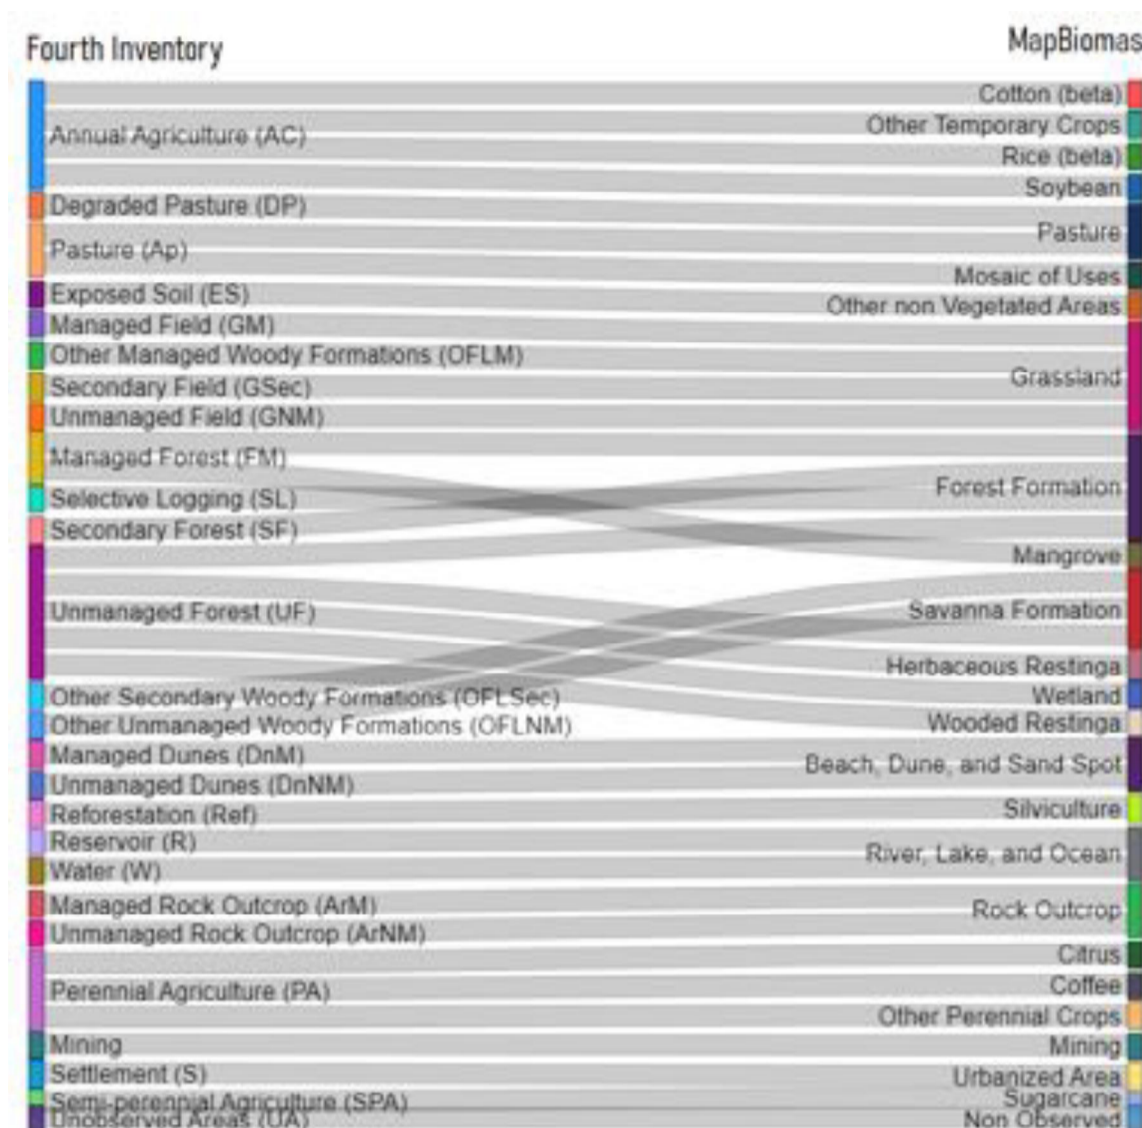 Fourth Inventory
MapBiomas
Annual Agriculture (AC)
Degraded Pasture (DP)
Pasture (Ap)
Exposed Soil (ES)
Managed Field (GM)
Other Managed Woody Formations (OFLM)
Secondary Field (GSec)
Unmanaged Field (GNM)
Managed Forest (FM)
Selective Logging (SL)
Secondary Forest (SF)
Unmanaged Forest (UF)
Other Secondary Woody Formations (OFLSec)
Other Unmanaged Woody Formations (OFLNM)
Managed Dunes (DnM)
Unmanaged Dunes (DnNM)
Reforestation (Ref)
Reservoir (R)
Water (W)
Managed Rock Outcrop (ArM)
Unmanaged Rock Outcrop (ArNM)
Perennial Agriculture (PA)
Mining
Settlement (S)
Semi-perennial Agriculture (SPA)
Unobserved Areas (UA)
Cotton (beta)
Other Temporary Crops
Rice (beta)
Soybean
Pasture
Mosaic of Uses
Other non Vegetated Areas
Grassland
Forest Formation
Mangrove
Savanna Formation
Herbaceous Restinga
Wetland
Wooded Restinga
Beach, Dune, and Sand Spot
Silviculture
River, Lake, and Ocean
Rock Outcrop
Citrus
Coffee
Other Perennial Crops
Mining
Urbanized Area
Sugarcane
Non Observed